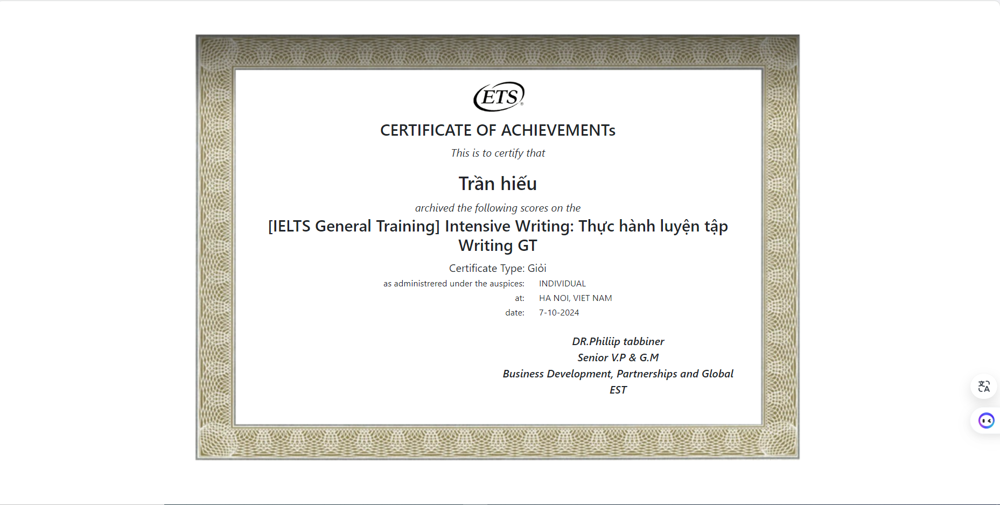 ETS®
CERTIFICATE OF ACHIEVEMENTs
This is to certify that
Trần hiếu
archived the following scores on the
[IELTS General Training] Intensive Writing: Thực hành luyện tập
Writing GT
Certificate Type: Giỏi
as administrered under the auspices: INDIVIDUAL
at: HA NOI, VIET NAM
date: 7-10-2024
DR.Philiip tabbiner
Senior V.P & G.M
Business Development, Partnerships and Global
EST
文A